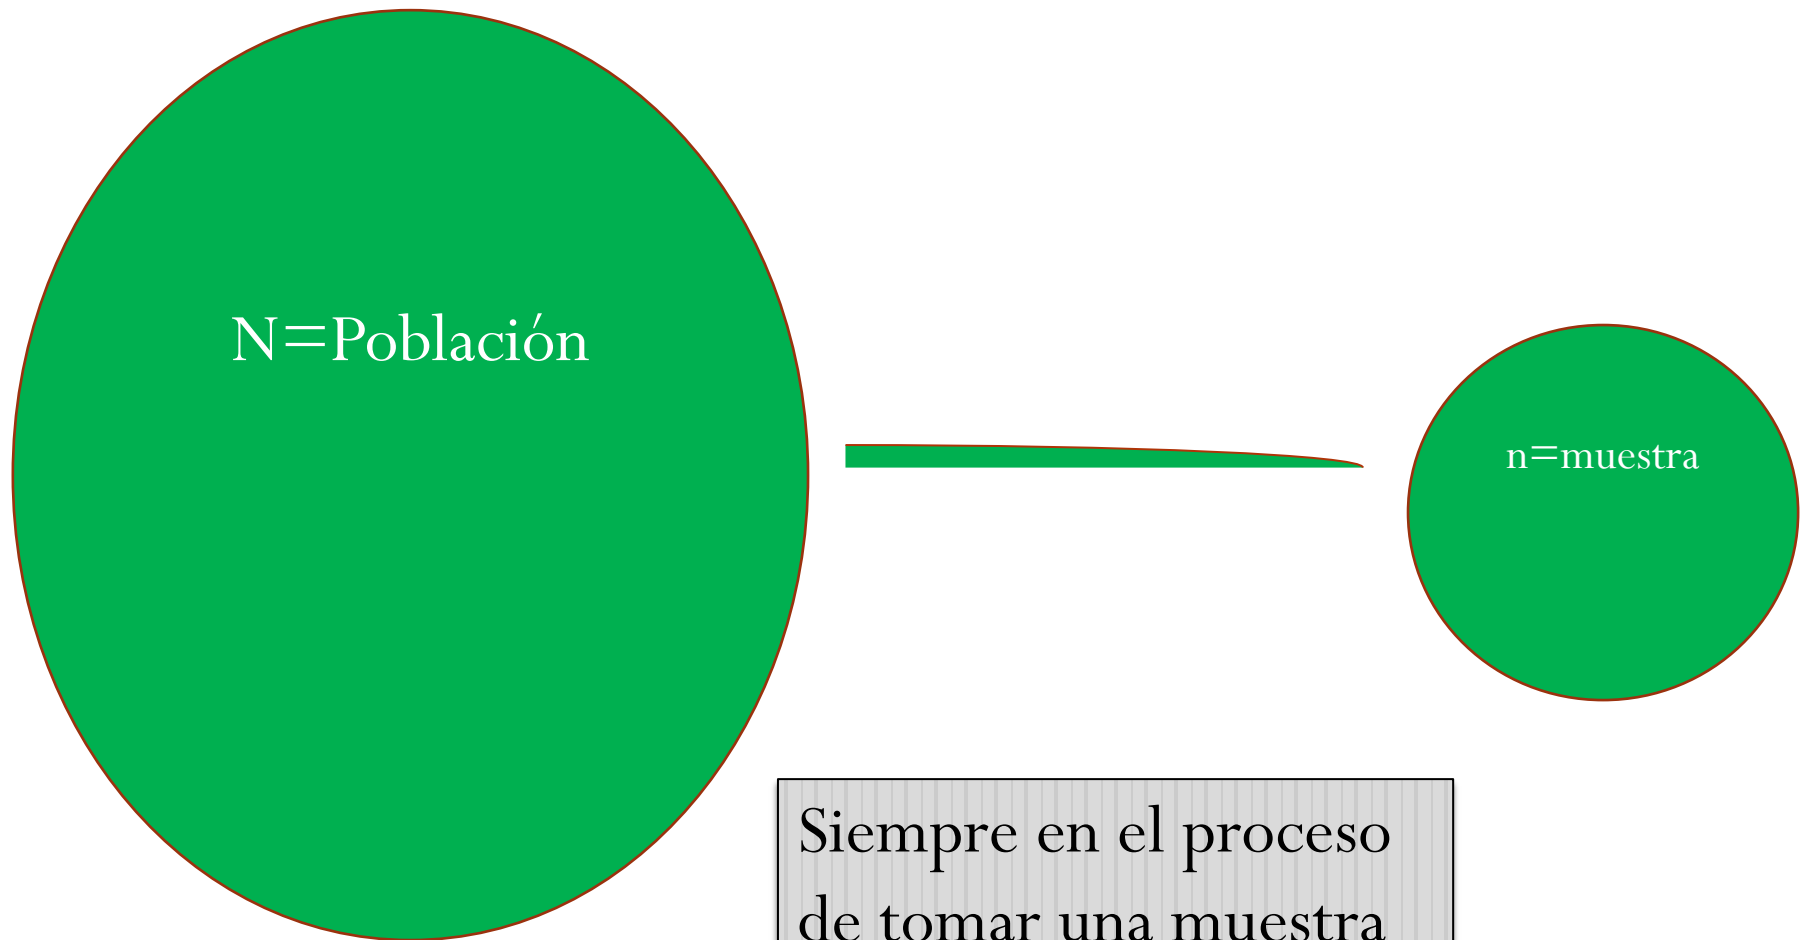 N=Población
n=muestra
Siempre en el proceso
de tomar una muestra